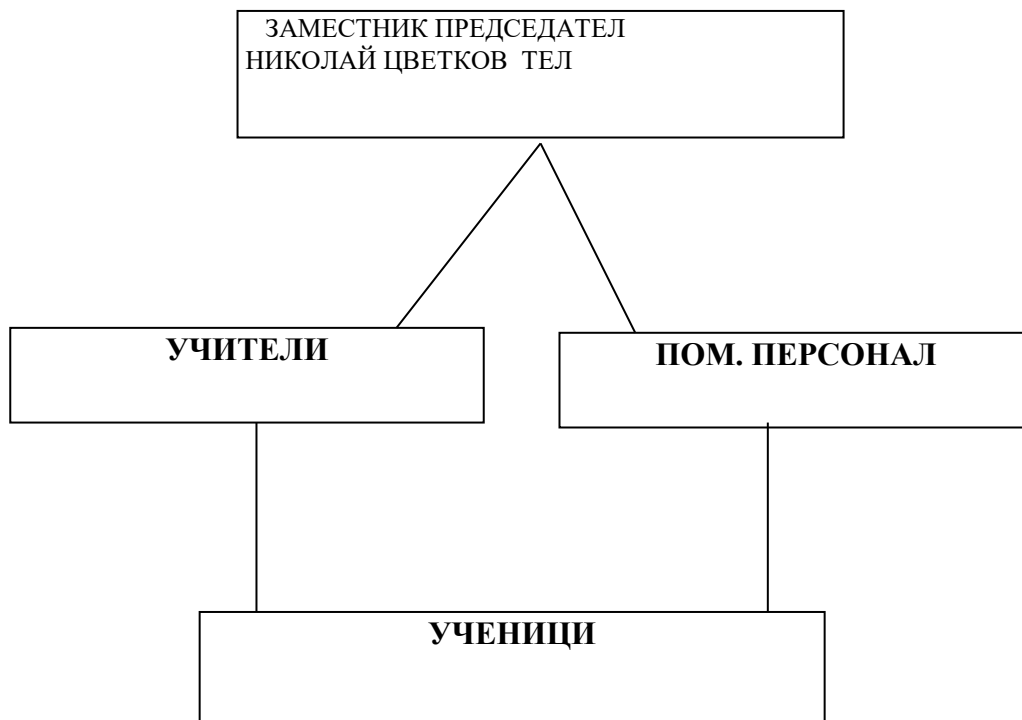 ЗАМЕСТНИК ПРЕДСЕДАТЕЛ
НИКОЛАЙ ЦВЕТКОВ ТЕЛ
УЧИТЕЛИ
ПОМ. ПЕРСОНАЛ
УЧЕНИЦИ